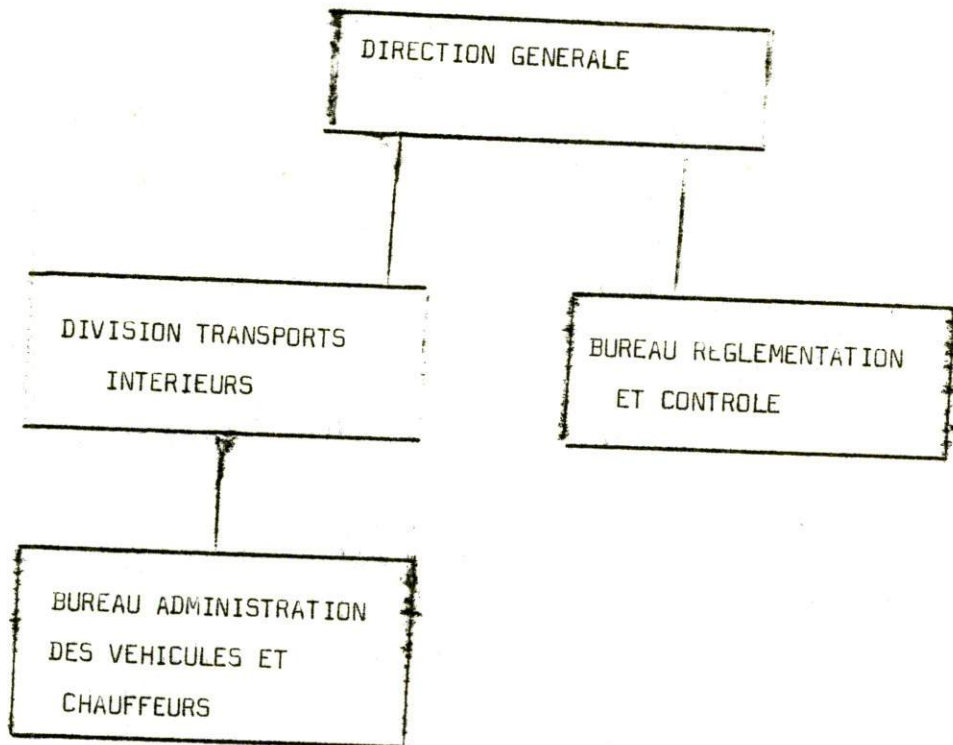 DIRECTION GENERALE
DIVISION TRANSPORTS
INTERIEURS
BUREAU REGLEMENTATION
ET CONTROLE
BUREAU ADMINISTRATION
DES VEHICULES ET
CHAUFFEURS